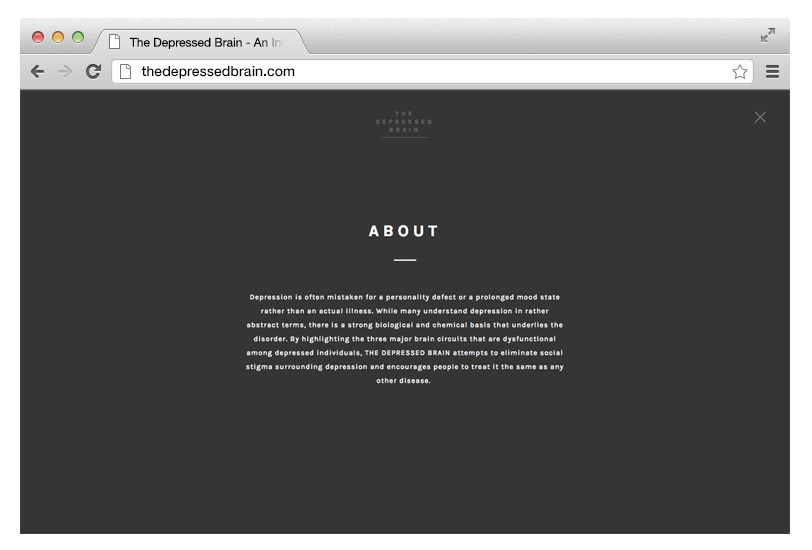 The Depressed Brain - An In
thedepressedbrain.com
THE
DEPRESSED
BRAIN
ABOUT
Depression is often mistaken for a personality defect or a prolonged mood state
rather than an actual illness. While many understand depression in rather
abstract terms, there is a strong biological and chemical basis that underlies the
disorder. By highlighting the three major brain circuits that are dysfunctional
among depressed individuals, THE DEPRESSED BRAIN attempts to eliminate social
stigma surrounding depression and encourages people to treat it the same as any
other disease.